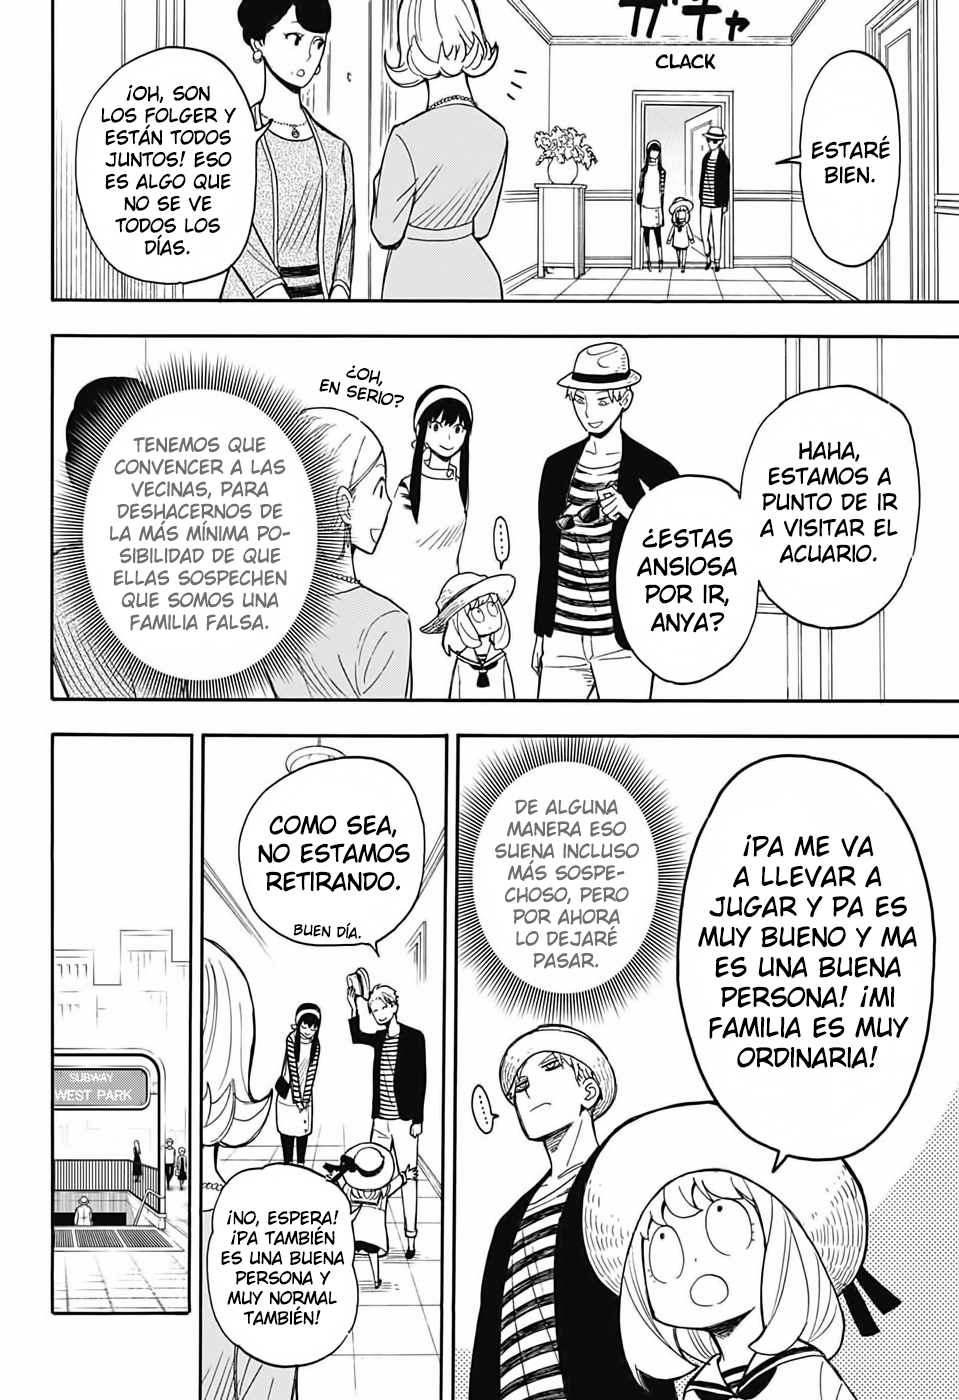 ガチャ
CLACK
¡OH, SON
LOS FOLGER Y
ESTÁN TODOS
JUNTOS! ESO
ES ALGO QUE
NO SE VE
TODOS LOS
DÍAS.
ESTARÉ
BIEN.
¿OH,
EN SERIO?
TENEMOS QUE
CONVENCER A LAS
VECINAS, PARA
DESHACERNOS DE
LA MÁS MÍNIMA PO-
SIBILIDAD DE QUE
ELLAS SOSPECHEN
QUE SOMOS UNA
FAMILIA FALSA.
HAHA,
ESTAMOS A
PUNTO DE IR
A VISITAR EL
ACUARIO.
¿ESTAS
ANSIOSA
POR IR,
ANYA?
.....
SUBWAY
WEST PARK
COMO SEA,
NO ESTAMOS
RETIRANDO.
BUEN DÍA.
¡NO, ESPERA!
¡PA TAMBIÉN
ES UNA BUENA
PERSONA Y
MUY NORMAL
TAMBIÉN!
DE ALGUNA
MANERA ESO
SUENA INCLUSO
MÁS SOSPE-
CHOSO, PERO
POR AHORA
LO DEJARÉ
PASAR.
¡PA ME VA
A LLEVAR A
JUGAR Y PA ES
MUY BUENO Y MA
ES UNA BUENA
PERSONA! ¡MI
FAMILIA ES MUY
ORDINARIA!
.....